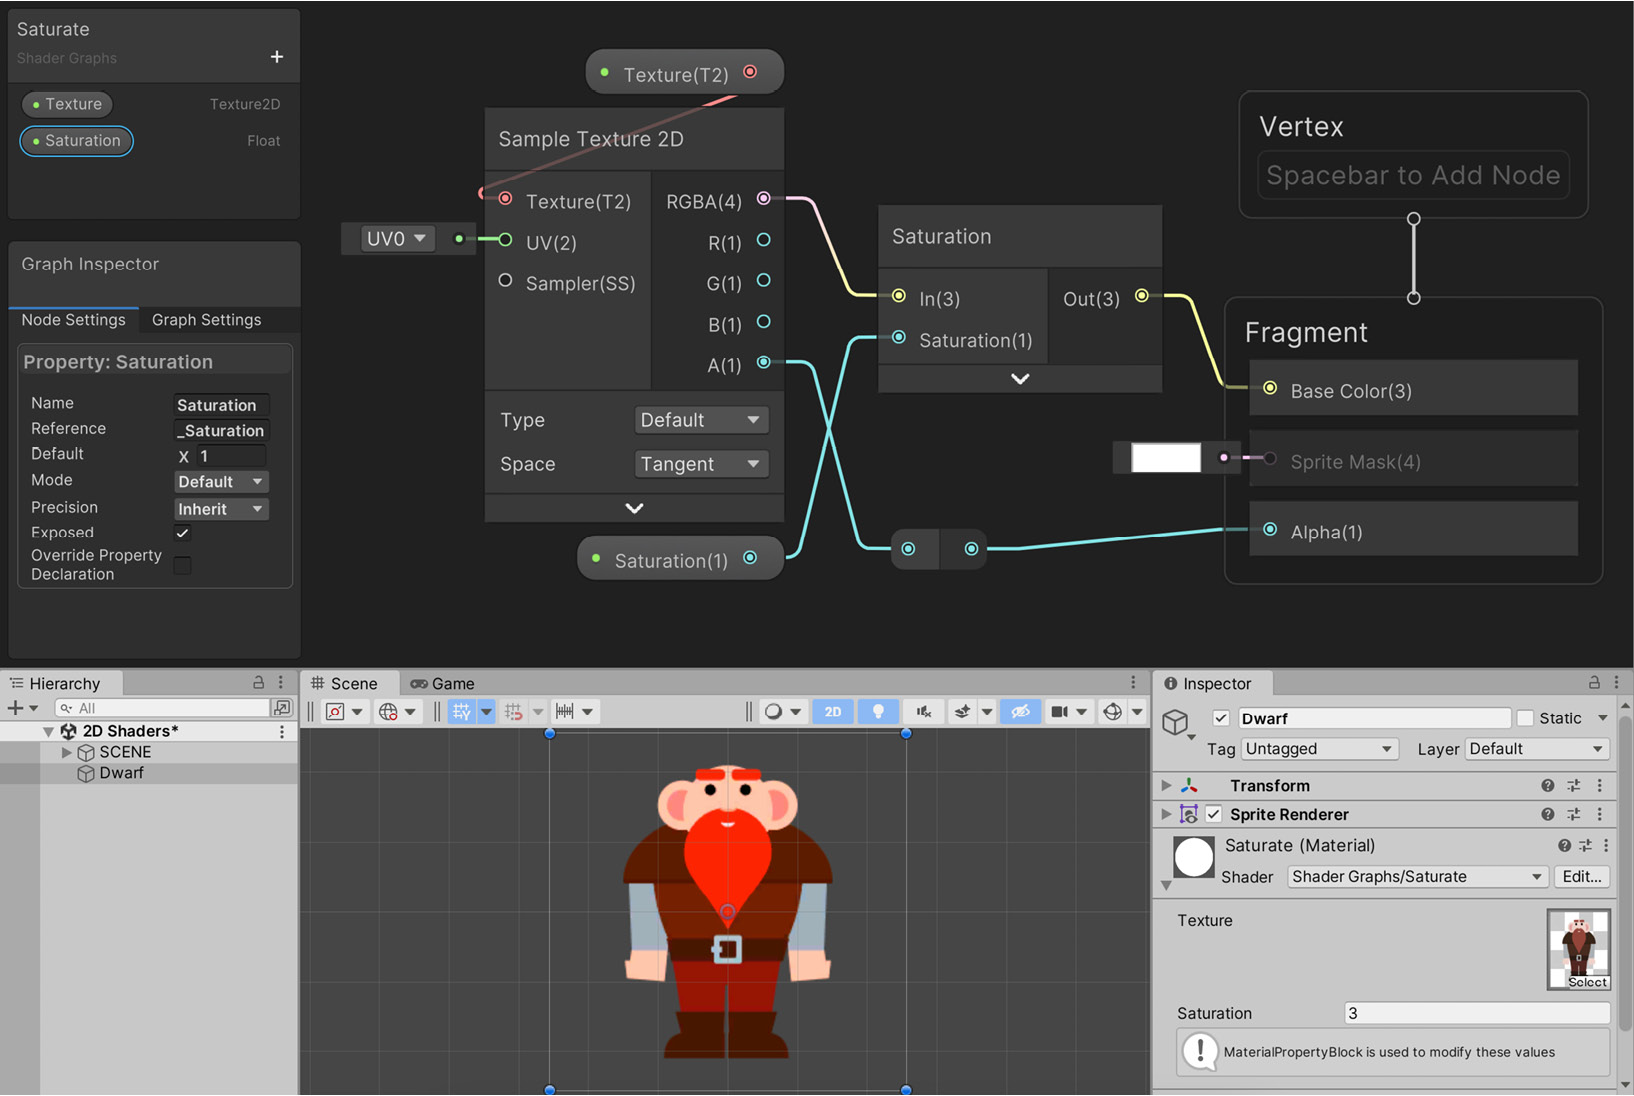 Saturate
Shader Graphs
+
Texture Texture2D
Saturation Float
Graph Inspector
Node Settings Graph Settings
Property: Saturation
Name Saturation
Reference _Saturation
Default X 1
Mode Default
Precision Inherit
Exposed
Override Property
Declaration
Texture(T2)
Sample Texture 2D
Texture(T2) RGBA(4)
UV0 UV(2) R(1)
Sampler(SS) G(1)
B(1)
A(1)
Type Default
Space Tangent
Saturation(1)
Saturation
In(3) Out(3)
Saturation(1)
Vertex
Spacebar to Add Node
Fragment
Base Color(3)
Sprite Mask(4)
Alpha(1)
Hierarchy
All
2D Shaders*
SCENE
Dwarf
Scene Game
2D
Inspector
Dwarf Static
Tag Untagged Layer Default
Transform
Sprite Renderer
Saturate (Material)
Shader Shader Graphs/Saturate Edit...
Texture
Select
Saturation 3
MaterialPropertyBlock is used to modify these values